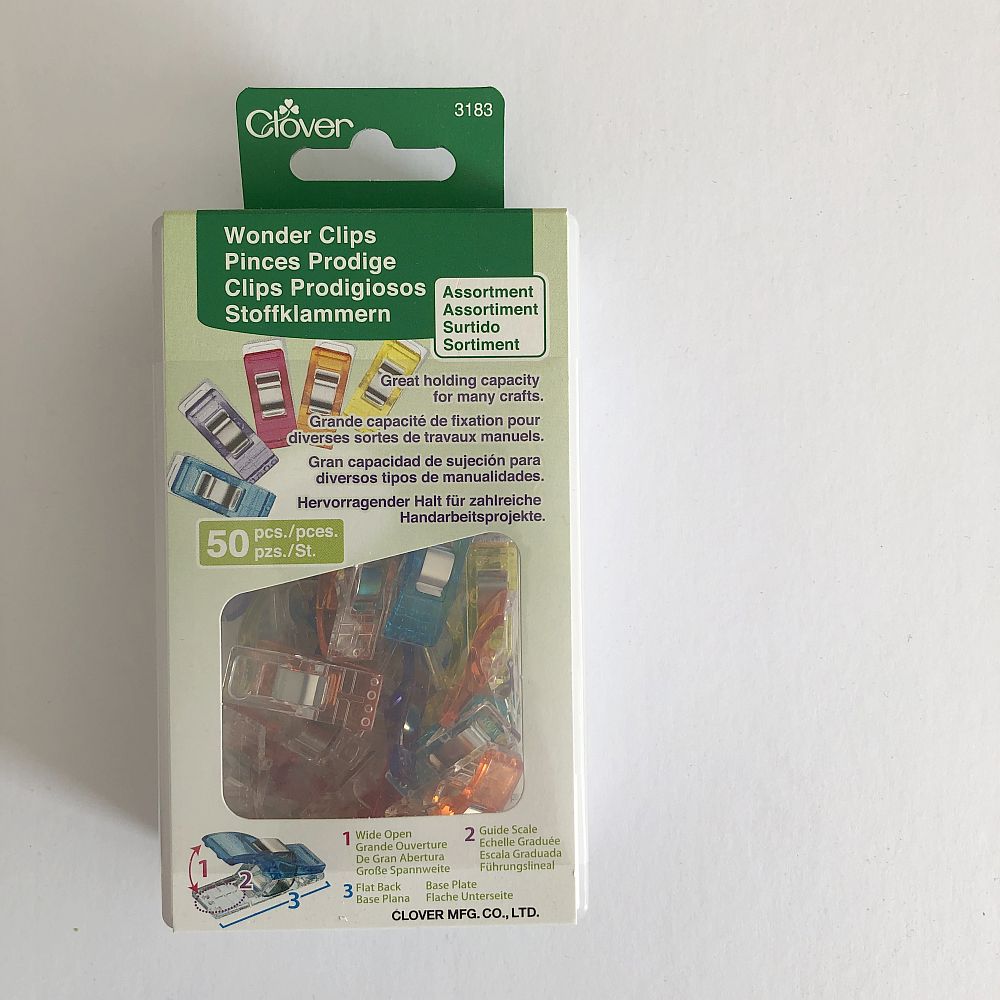 Clover
3183
Wonder Clips
Pinces Prodige
Clips Prodigiosos
Stoffklammern
Assortment
Assortiment
Surtido
Sortiment
Great holding capacity
for many crafts.
Grande capacité de fixation pour
diverses sortes de travaux manuels.
Gran capacidad de sujeción para
diversos tipos de manualidades.
Hervorragender Halt für zahlreiche
Handarbeitsprojekte.
50 pcs./pces.
pzs./St.
1
2
3
1 Wide Open
Grande Ouverture
De Gran Abertura
Große Spannweite
2 Guide Scale
Echelle Graduée
Escala Graduada
Führungslineal
3 Flat Back
Base Plana
Base Plate
Flache Unterseite
CLOVER MFG. CO., LTD.